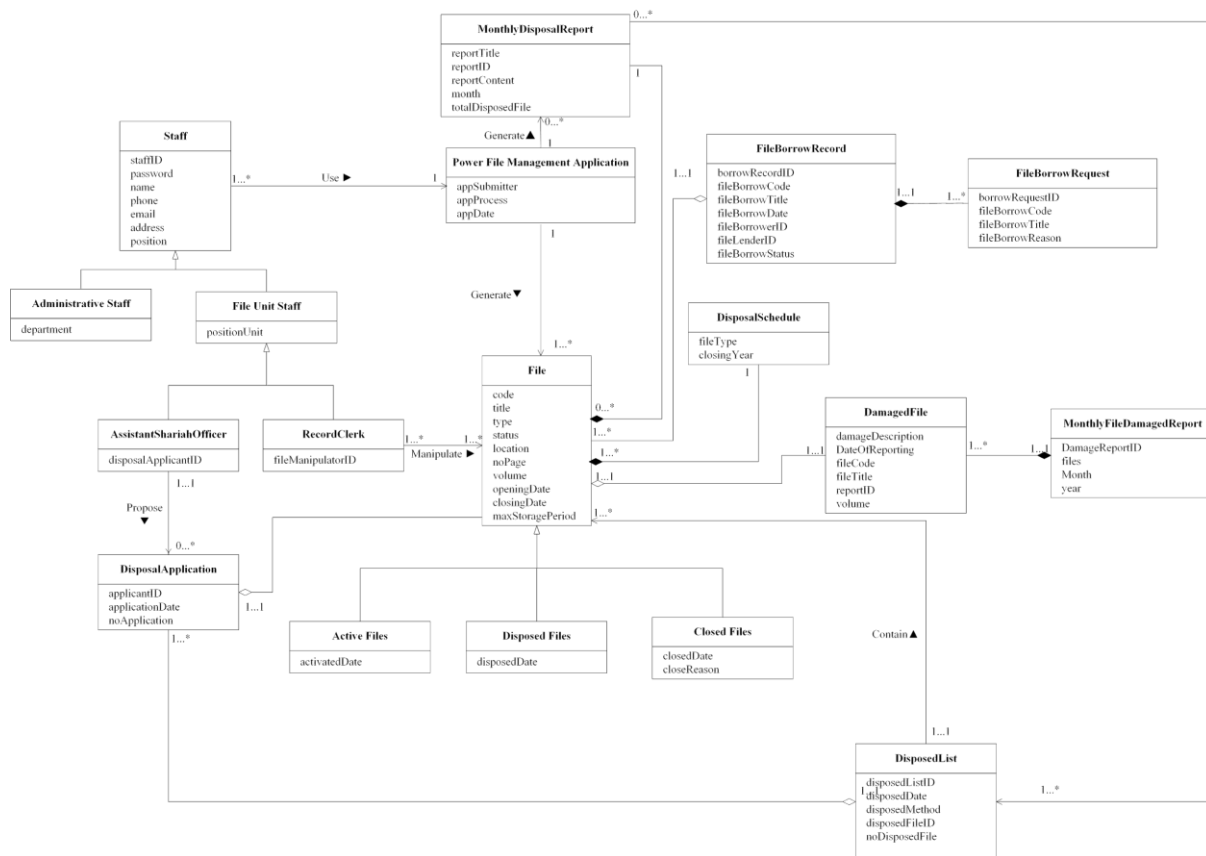 0...*
MonthlyDisposalReport
reportTitle
reportID
reportContent
month
totalDisposedFile
1
0...*
Generate▲
1
Staff
staffID
password
name
phone
email
address
position
1...*
Use ►
1
Power File Management Application
appSubmitter
appProcess
appDate
1
Generate▼
1...*
FileBorrowRecord
borrowRecordID
fileBorrowCode
fileBorrowTitle
fileBorrowDate
fileBorrowerID
fileLenderID
fileBorrowStatus
1...1
1...1
1...*
FileBorrowRequest
borrowRequestID
fileBorrowCode
fileBorrowTitle
fileBorrowReason
Administrative Staff
department
File Unit Staff
positionUnit
DisposalSchedule
fileType
closingYear
1
File
code
title
type
status
location
noPage
volume
openingDate
closingDate
maxStoragePeriod
0...*
1...*
1...*
1...1
1...*
AssistantShariahOfficer
disposalApplicantID
1...1
RecordClerk
fileManipulatorID
1...*
1...*
Manipulate ►
DamagedFile
damageDescription
DateOfReporting
fileCode
fileTitle
reportID
volume
1...1
1...*
1...1
MonthlyFileDamagedReport
DamageReportID
files
Month
year
Propose
▼
0...*
DisposalApplication
applicantID
applicationDate
noApplication
1...1
1...*
Active Files
activatedDate
Disposed Files
disposedDate
Closed Files
closedDate
closeReason
Contain▲
1...1
DisposedList
disposedListID
disposedDate
disposedMethod
disposedFileID
noDisposedFile
1...1
1...*